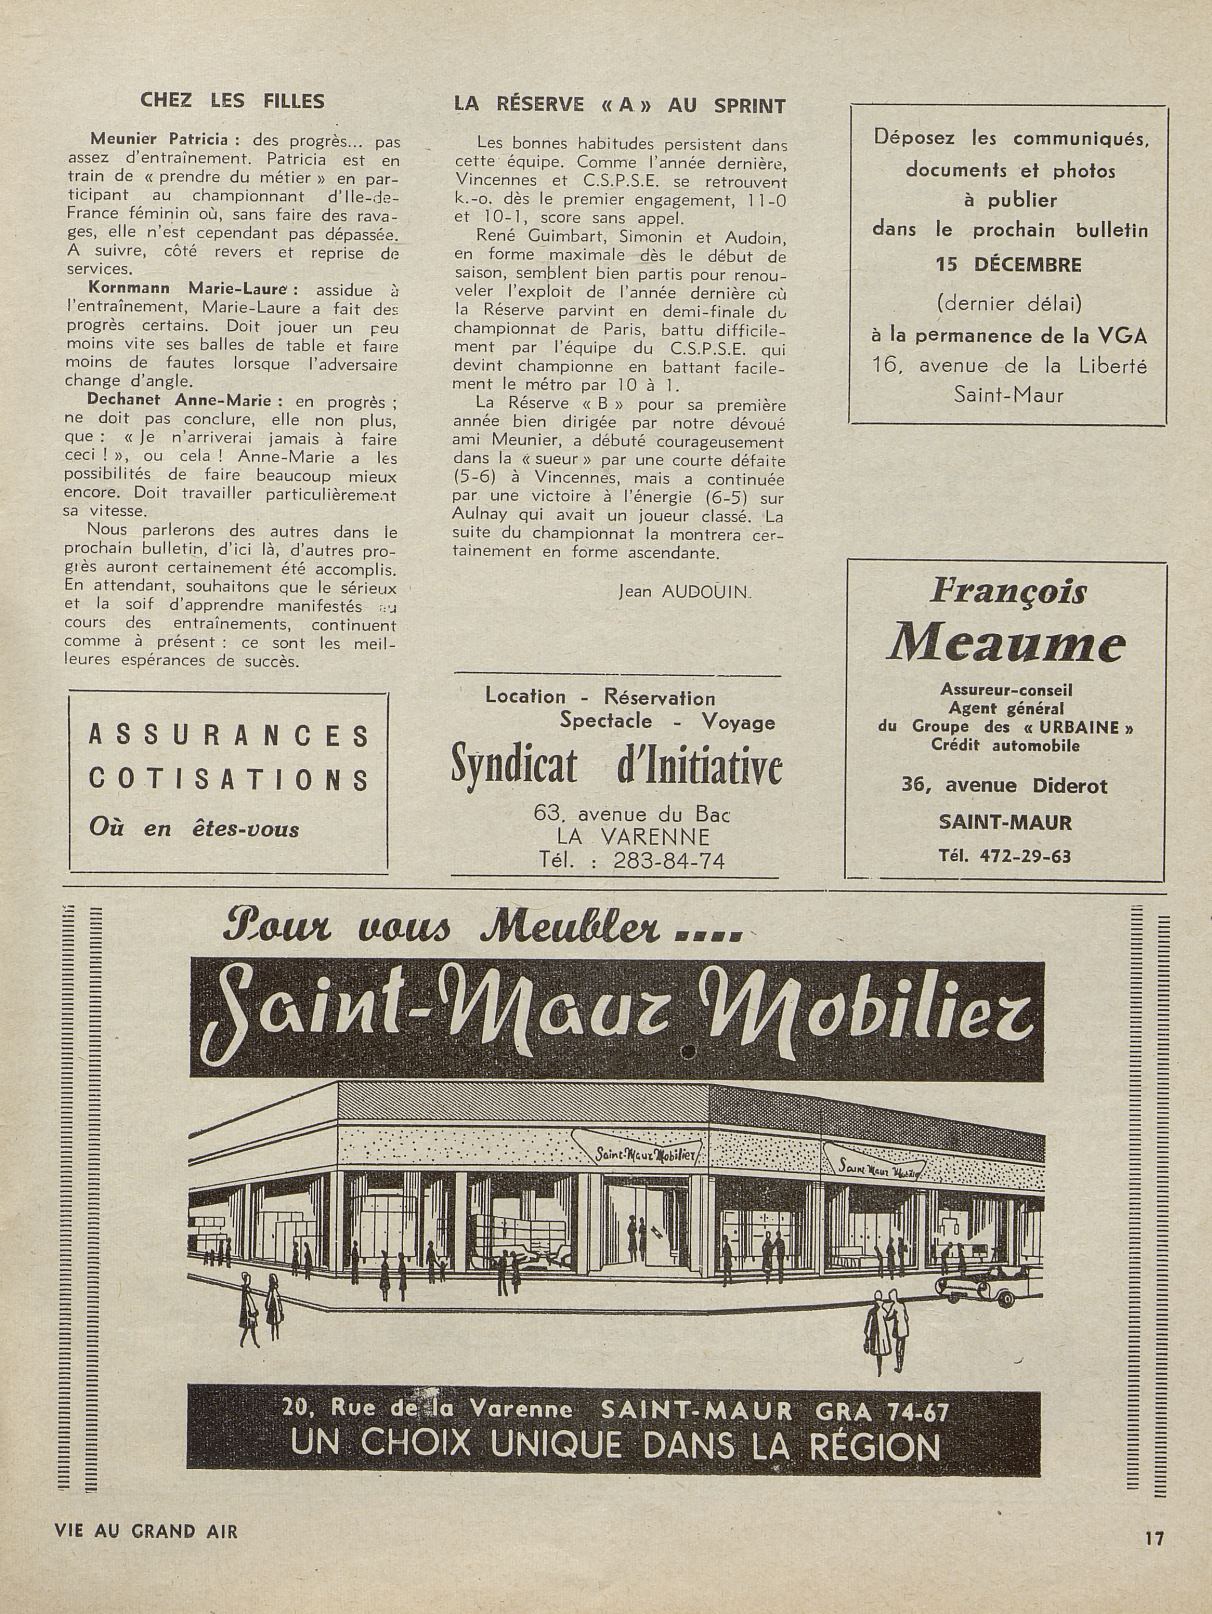 CHEZ LES FILLES
Meunier Patricia : des progrès... pas
assez d'entraînement. Patricia est en
train de « prendre du métier » en par-
ticipant au championnant d'Ile-de-
France féminin où, sans faire des rava-
ges, elle n'est cependant pas dépassée.
A suivre, côté revers et reprise de
services.
Kornmann Marie-Laure : assidue à
l'entraînement, Marie-Laure a fait des
progrès certains. Doit jouer un peu
moins vite ses balles de table et faire
moins de fautes lorsque l'adversaire
change d'angle.
Dechanet Anne-Marie : en progrès ;
ne doit pas conclure, elle non plus,
que : « Je n'arriverai jamais à faire
ceci ! », ou cela ! Anne-Marie a les
possibilités de faire beaucoup mieux
encore. Doit travailler particulièrement
sa vitesse.
Nous parlerons des autres dans le
prochain bulletin, d'ici là, d'autres pro-
grès auront certainement été accomplis.
En attendant, souhaitons que le sérieux
et la soif d'apprendre manifestés au
cours des entraînements, continuent
comme à présent : ce sont les meil-
leures espérances de succès.
ASSURANCES
COTISATIONS
Où en êtes-vous
LA RÉSERVE « A » AU SPRINT
Les bonnes habitudes persistent dans
cette équipe. Comme l'année dernière,
Vincennes et C.S.P.S.E. se retrouvent
k.-o. dès le premier engagement, 11-0
et 10-1, score sans appel.
René Guimbart, Simonin et Audoin,
en forme maximale dès le début de
saison, semblent bien partis pour renou-
veler l'exploit de l'année dernière où
la Réserve parvint en demi-finale du
championnat de Paris, battu difficile-
ment par l'équipe du C.S.P.S.E. qui
devint championne en battant facile-
ment le métro par 10 à 1.
La Réserve « B » pour sa première
année bien dirigée par notre dévoué
ami Meunier, a débuté courageusement
dans la « sueur » par une courte défaite
(5-6) à Vincennes, mais a continuée
par une victoire à l'énergie (6-5) sur
Aulnay qui avait un joueur classé. La
suite du championnat la montrera cer-
tainement en forme ascendante.
Jean AUDOUIN.
Location - Réservation
Spectacle - Voyage
Syndicat d'Initiative
63, avenue du Bac
LA VARENNE
Tél. : 283-84-74
Déposez les communiqués,
documents et photos
à publier
dans le prochain bulletin
15 DÉCEMBRE
(dernier délai)
à la permanence de la VGA
16, avenue de la Liberté
Saint-Maur
François
Meaume
Assureur-conseil
Agent général
du Groupe des « URBAINE »
Crédit automobile
36, avenue Diderot
SAINT-MAUR
Tél. 472-29-63
Pour vous Meubler ....
Saint-Maur Mobilier
Saint-Maur Mobilier
Saint Maur Mobilier
20, Rue de la Varenne SAINT-MAUR GRA 74-67
UN CHOIX UNIQUE DANS LA RÉGION
VIE AU GRAND AIR
17